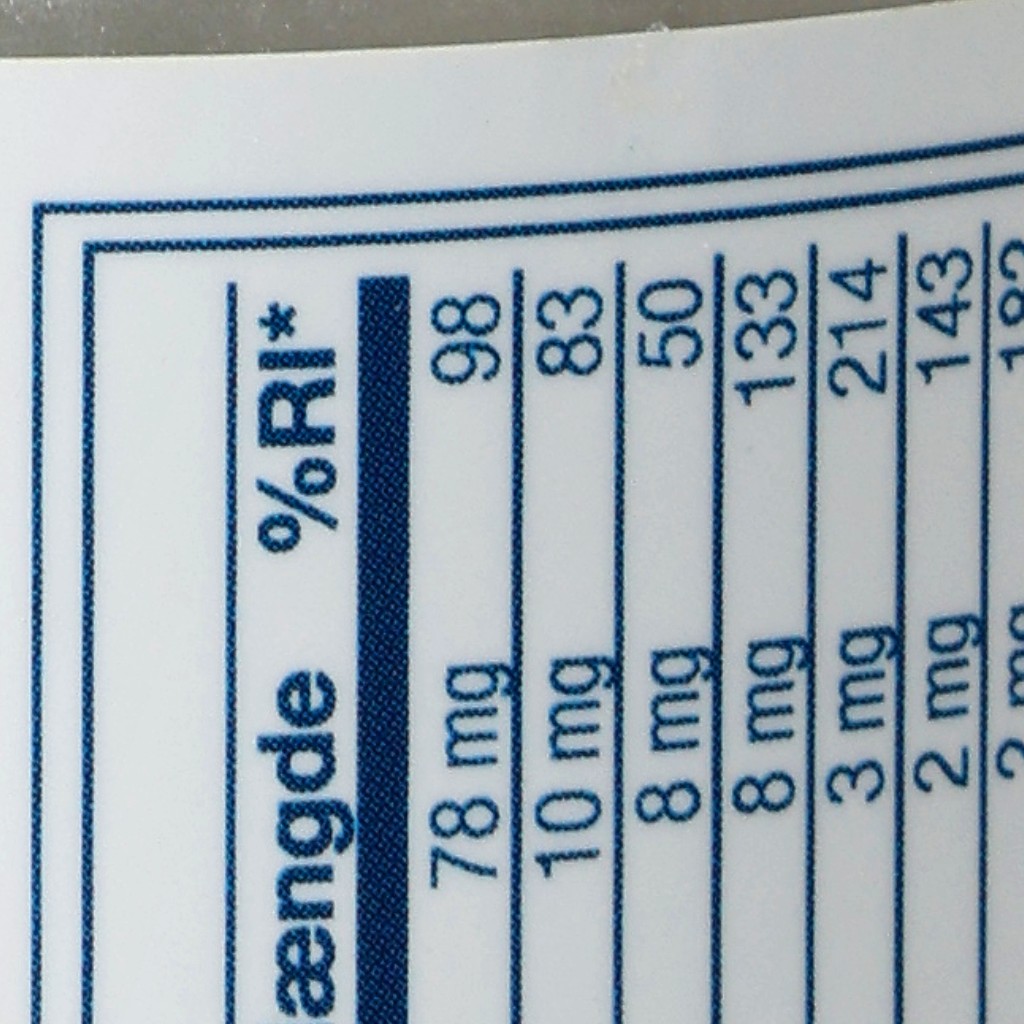 ængde %RI*
78 mg 98
10 mg 83
8 mg 50
8 mg 133
3 mg 214
2 mg 143